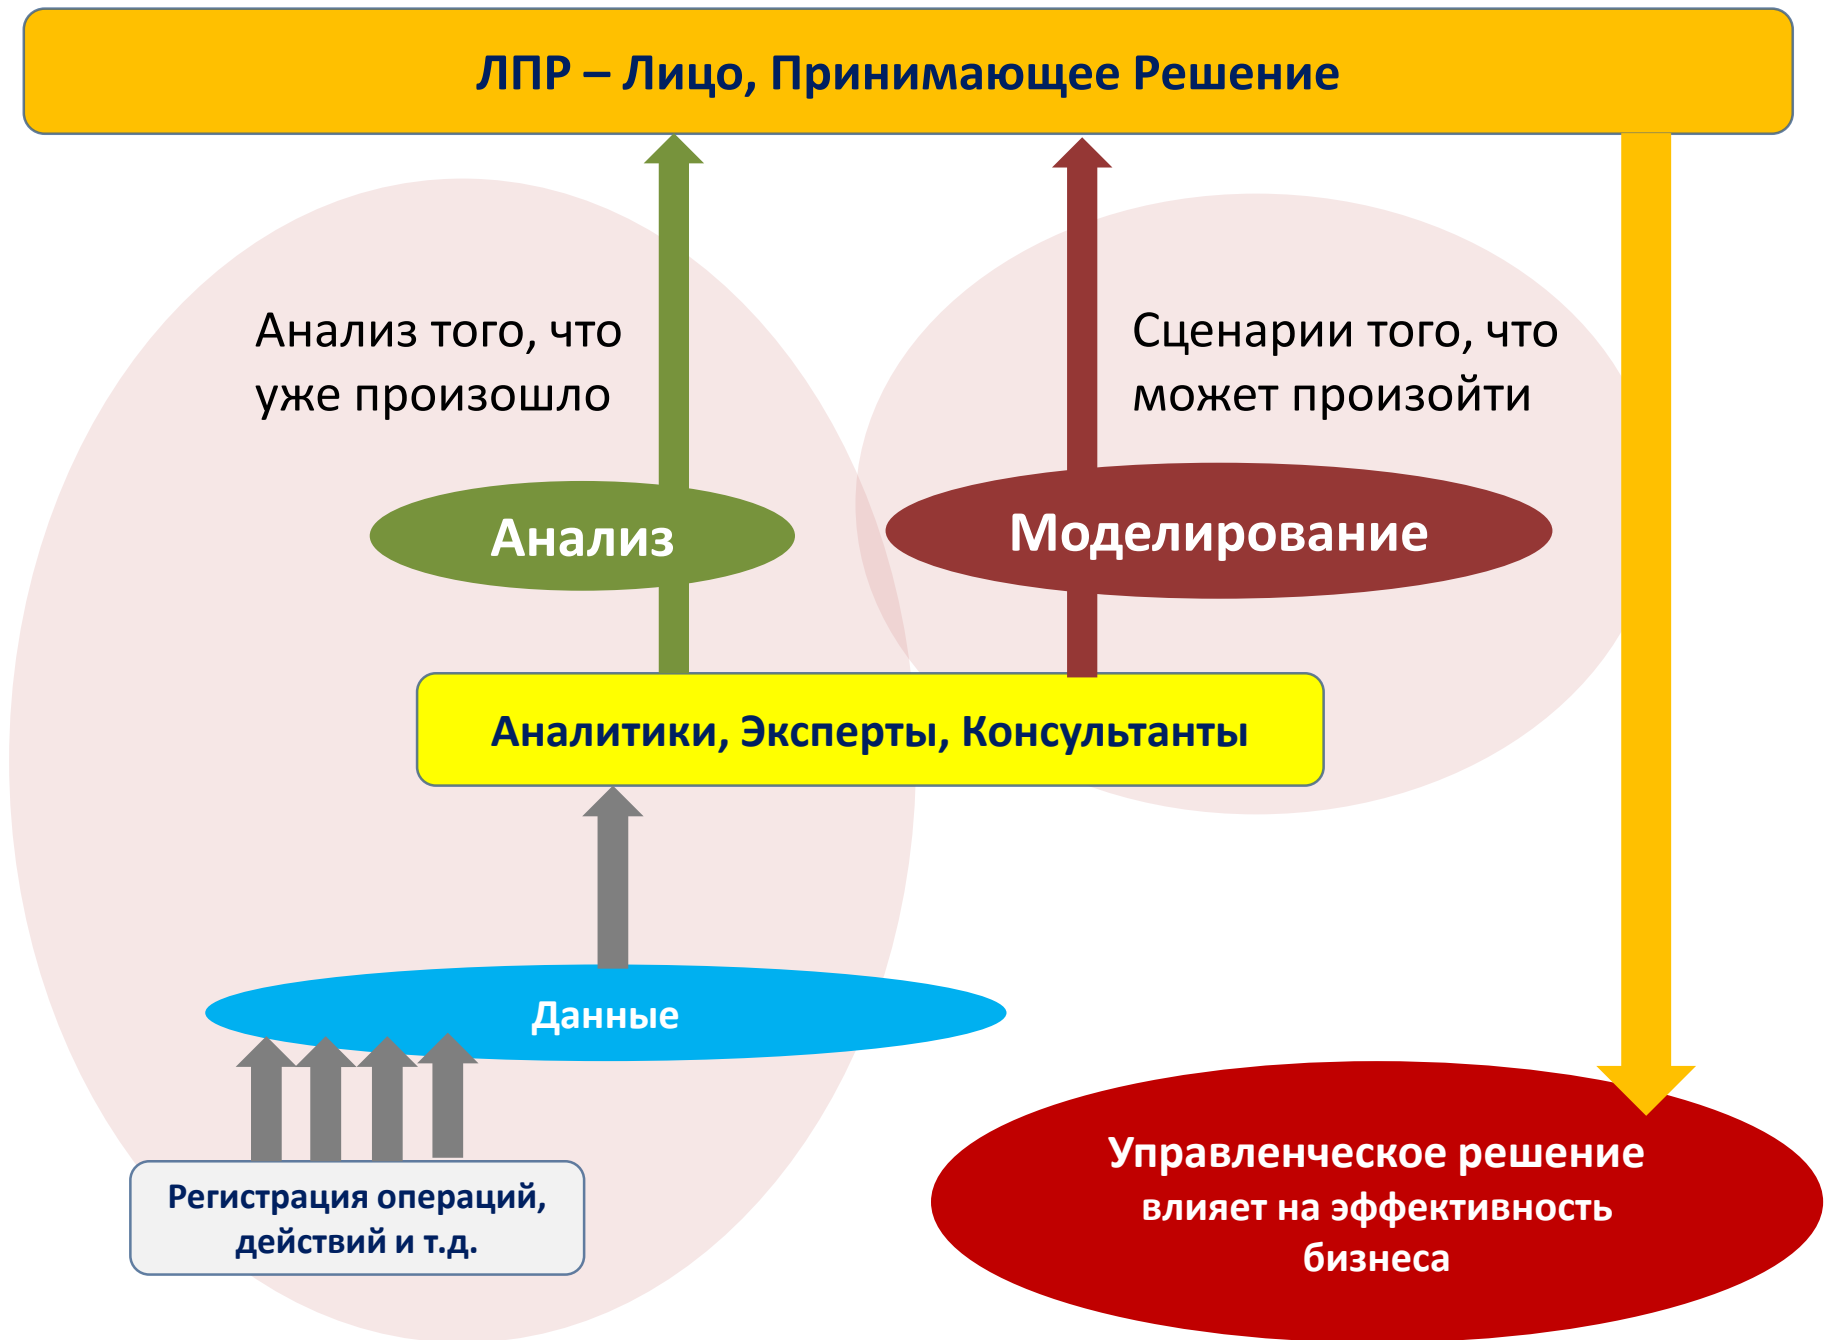 ЛПР – Лицо, Принимающее Решение
Анализ того, что
уже произошло
Сценарии того, что
может произойти
Анализ
Моделирование
Аналитики, Эксперты, Консультанты
Данные
Регистрация операций,
действий и т.д.
Управленческое решение
влияет на эффективность
бизнеса